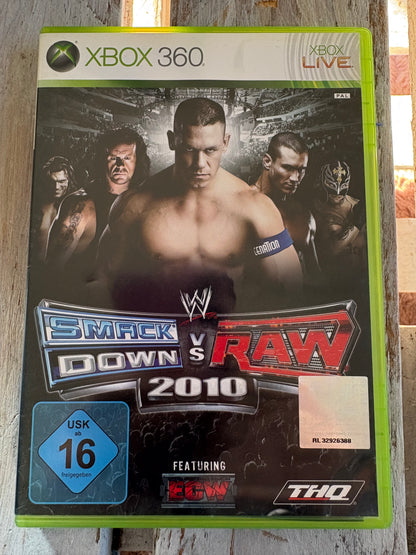 XBOX 360
XBOX
LIVE
PAL
CENATION
W
SMACK
DOWN
VS
RAW
2010
USK
ab
16
freigegeben
RL 32926388
FEATURING
ECW
THQ